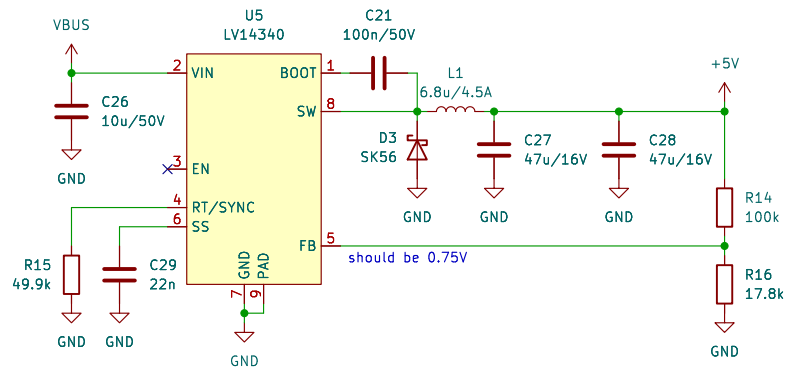 VBUS
U5
LV14340
C21
100n/50V
+5V
2
VIN
BOOT
1
L1
6.8u/4.5A
C26
10u/50V
SW
8
D3
SK56
C27
47u/16V
C28
47u/16V
GND
3
EN
GND
GND
GND
4
RT/SYNC
6
SS
R14
100k
FB
5
should be 0.75V
R15
49.9k
C29
22n
GND
PAD
7
9
R16
17.8k
GND
GND
GND
GND